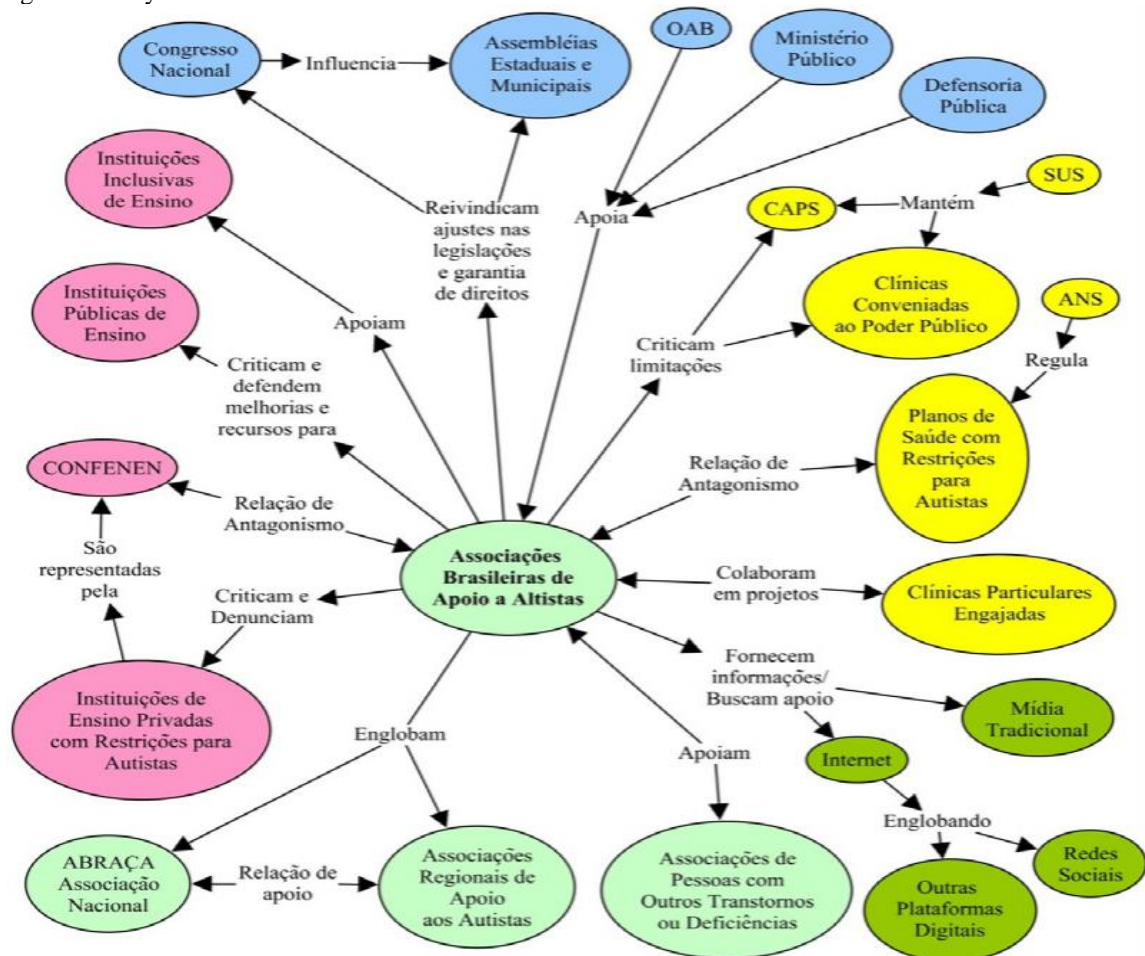 Congresso
Nacional
Influencia
Assembléias
Estaduais e
Municipais
OAB
Ministério
Público
Defensoria
Pública
Instituições
Inclusivas
de Ensino
Reivindicam
ajustes nas
legislações
e garantia
de direitos
Apoia
CAPS
Mantém
SUS
Clínicas
Conveniadas
ao Poder Público
ANS
Regula
Instituições
Públicas de
Ensino
Apoiam
Criticam
limitações
Criticam e
defendem
melhorias e
recursos para
Planos de
Saúde com
Restrições
para
Autistas
CONFENEN
Relação de
Antagonismo
Relação de
Antagonismo
São
representadas
pela
Associações
Brasileiras de
Apoio a Altistas
Criticam e
Denunciam
Colaboram
em projetos
Clínicas Particulares
Engajadas
Instituições de
Ensino Privadas
com Restrições para
Autistas
Fornecem
informações/
Buscam apoio
Mídia
Tradicional
Englobam
Apoiam
Internet
Englobando
ABRAÇA
Associação
Nacional
Relação de
apoio
Associações
Regionais de
Apoio
aos Autistas
Associações de
Pessoas com
Outros Transtornos
ou Deficiências
Outras
Plataformas
Digitais
Redes
Sociais